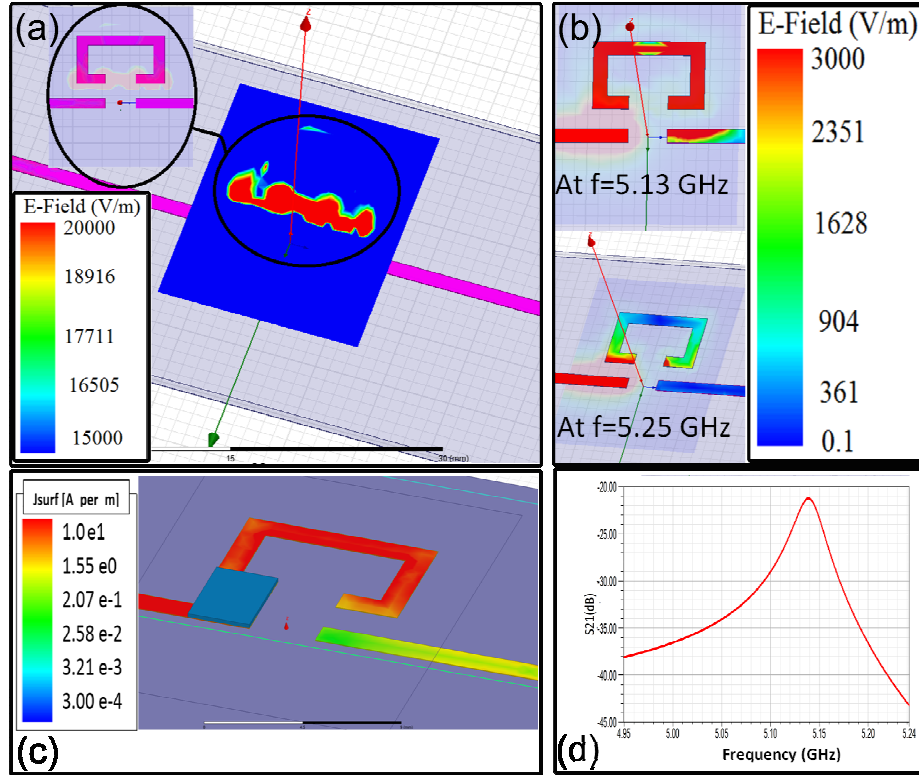 (a)
E-Field (V/m)
20000
18916
17711
16505
15000
15
30 (mm)
(b)
At f=5.13 GHz
At f=5.25 GHz
E-Field (V/m)
3000
2351
1628
904
361
0.1
Jsurf [A per m]
1.0 e1
1.55 e0
2.07 e-1
2.58 e-2
3.21 e-3
3.00 e-4
(c)
-20.00
-25.00
-30.00
-35.00
-40.00
-45.00
S21(dB)
4.95
5.00
5.05
5.10
5.15
5.20
5.24
Frequency (GHz)
(d)